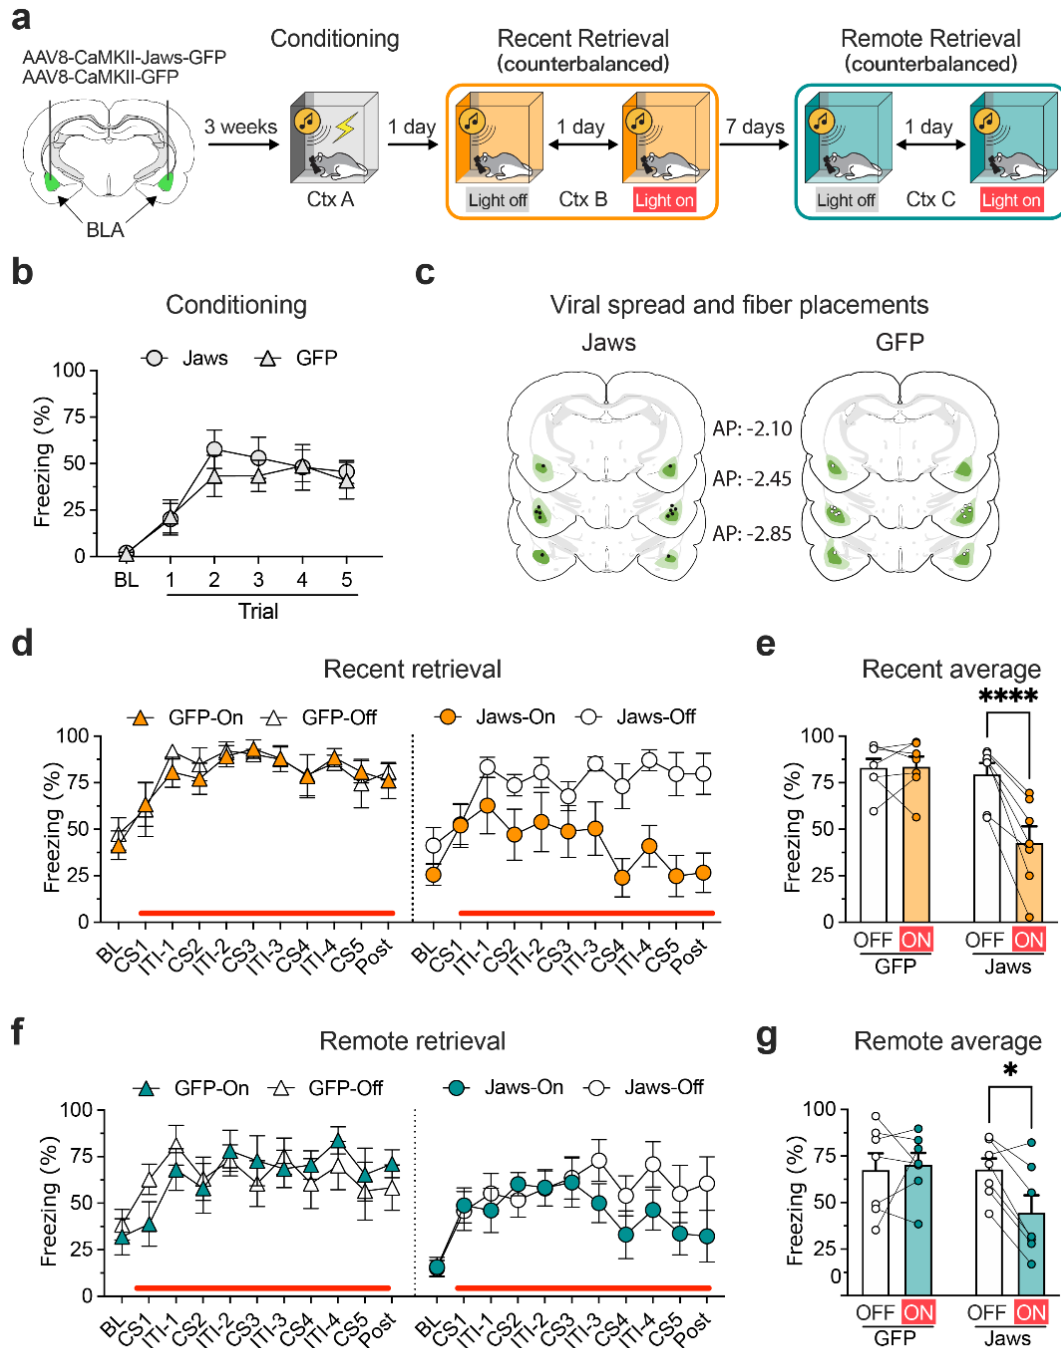 a
Conditioning
Recent Retrieval
(counterbalanced)
Remote Retrieval
(counterbalanced)
AAV8-CaMKII-Jaws-GFP
AAV8-CaMKII-GFP
3 weeks
1 day
1 day
7 days
1 day
BLA
Ctx A
Light off
Ctx B
Light on
Light off
Ctx C
Light on
b
Conditioning
Jaws
GFP
Freezing (%)
100
75
50
25
0
BL
1
2
3
4
5
Trial
c
Viral spread and fiber placements
Jaws
GFP
AP: -2.10
AP: -2.45
AP: -2.85
d
Recent retrieval
GFP-On
GFP-Off
Jaws-On
Jaws-Off
Freezing (%)
100
75
50
25
0
BL
CS1
ITI-1
CS2
ITI-2
CS3
ITI-3
CS4
ITI-4
CS5
Post
BL
CS1
ITI-1
CS2
ITI-2
CS3
ITI-3
CS4
ITI-4
CS5
Post
e
Recent average
****
Freezing (%)
100
75
50
25
0
OFF
ON
OFF
ON
GFP
Jaws
f
Remote retrieval
GFP-On
GFP-Off
Jaws-On
Jaws-Off
Freezing (%)
100
75
50
25
0
BL
CS1
ITI-1
CS2
ITI-2
CS3
ITI-3
CS4
ITI-4
CS5
Post
BL
CS1
ITI-1
CS2
ITI-2
CS3
ITI-3
CS4
ITI-4
CS5
Post
g
Remote average
*
Freezing (%)
100
75
50
25
0
OFF
ON
OFF
ON
GFP
Jaws